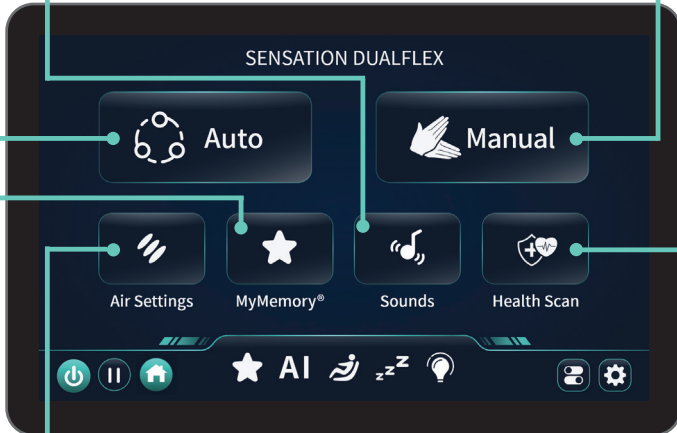 SENSATION DUALFLEX
Auto
Manual
Air Settings
MyMemory®
Sounds
Health Scan
AI
zzZ